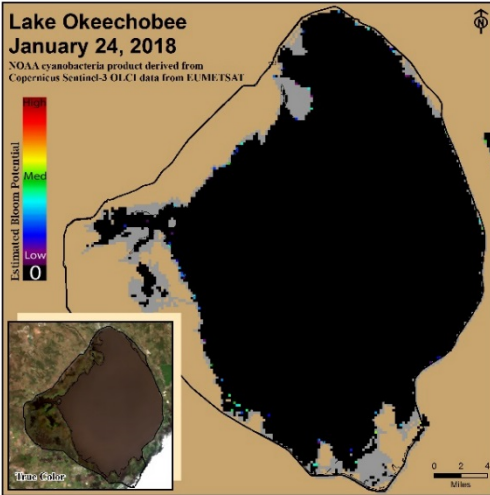 Lake Okeechobee
January 24, 2018
NOAA cyanobacteria product derived from
Copernicus Sentinel-3 OLCI data from EUMETSAT
N
High
Med
Low
0
Estimated Bloom Potential
True Color
0 2 4
Miles